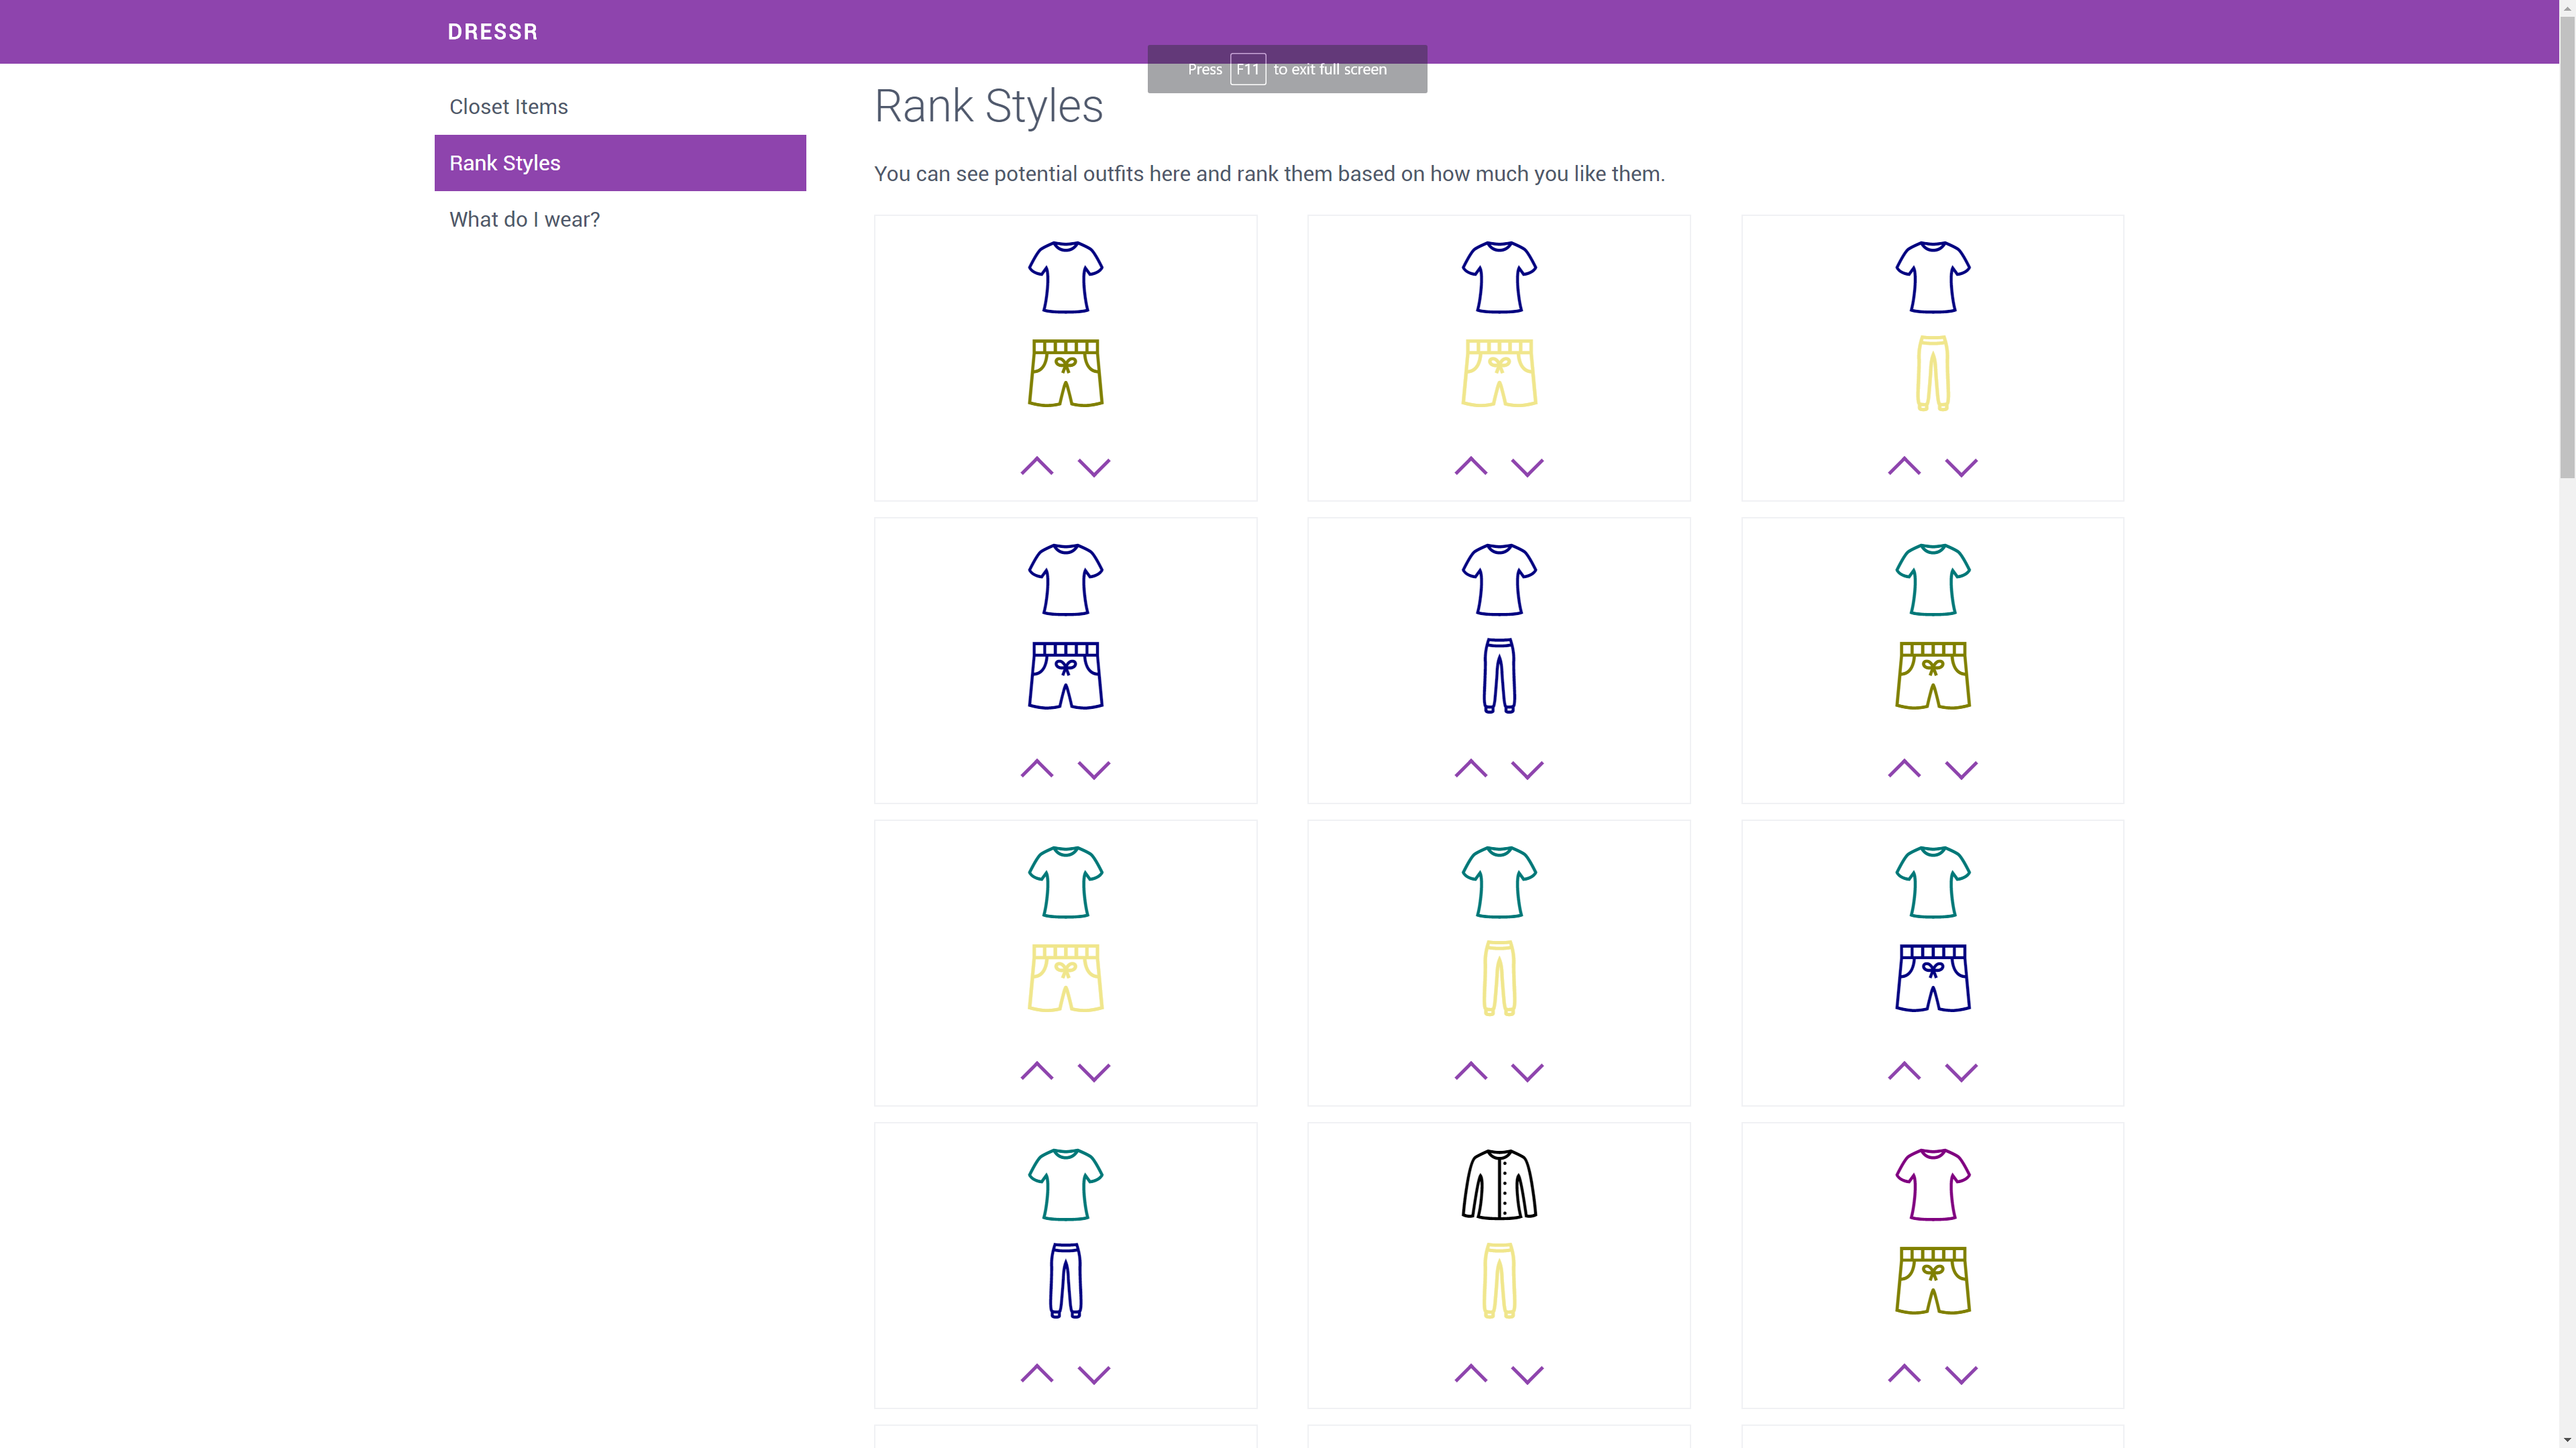 DRESSR
Press F11 to exit full screen
Closet Items
Rank Styles
What do I wear?
Rank Styles
You can see potential outfits here and rank them based on how much you like them.